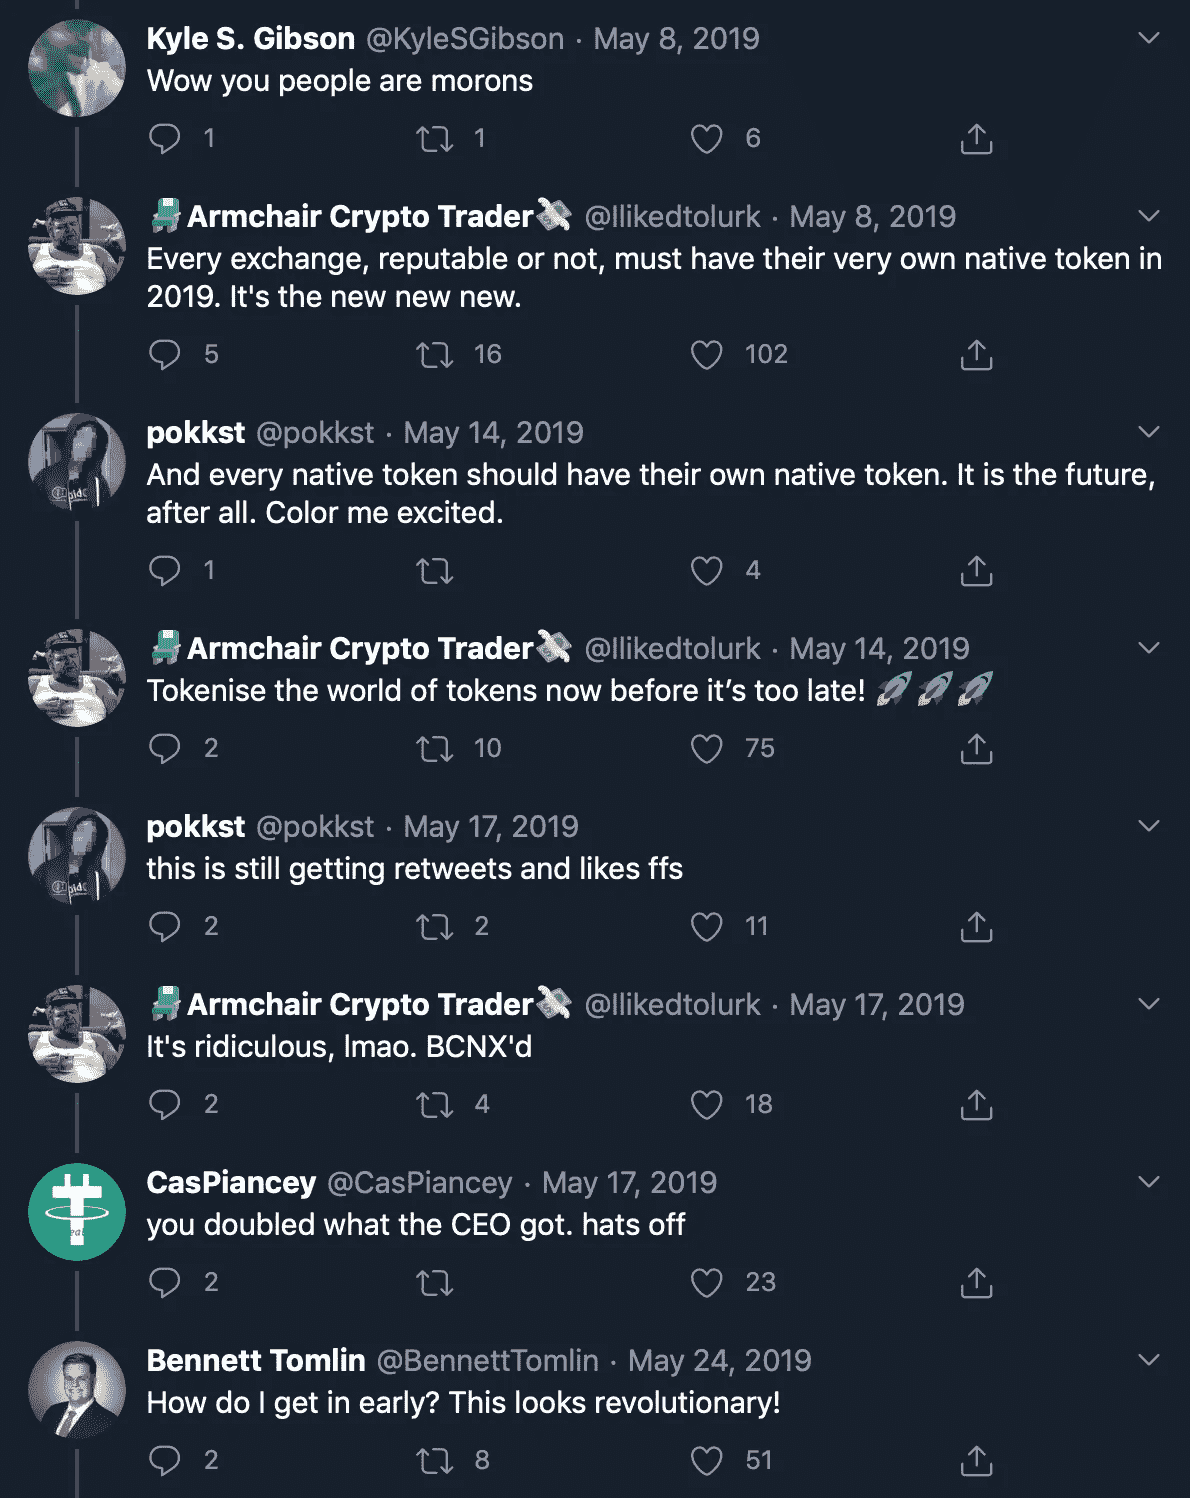 Kyle S. Gibson @KyleSGibson · May 8, 2019
Wow you people are morons
1 1 6
Armchair Crypto Trader @Ilikedtolurk · May 8, 2019
Every exchange, reputable or not, must have their very own native token in
2019. It's the new new new.
5 16 102
pokkst @pokkst · May 14, 2019
And every native token should have their own native token. It is the future,
after all. Color me excited.
1 4
Armchair Crypto Trader @Ilikedtolurk · May 14, 2019
Tokenise the world of tokens now before it’s too late! 🚀🚀🚀
2 10 75
pokkst @pokkst · May 17, 2019
this is still getting retweets and likes ffs
2 2 11
Armchair Crypto Trader @Ilikedtolurk · May 17, 2019
It's ridiculous, lmao. BCNX'd
2 4 18
CasPiancey @CasPiancey · May 17, 2019
you doubled what the CEO got. hats off
2 23
Bennett Tomlin @BennettTomlin · May 24, 2019
How do I get in early? This looks revolutionary!
2 8 51